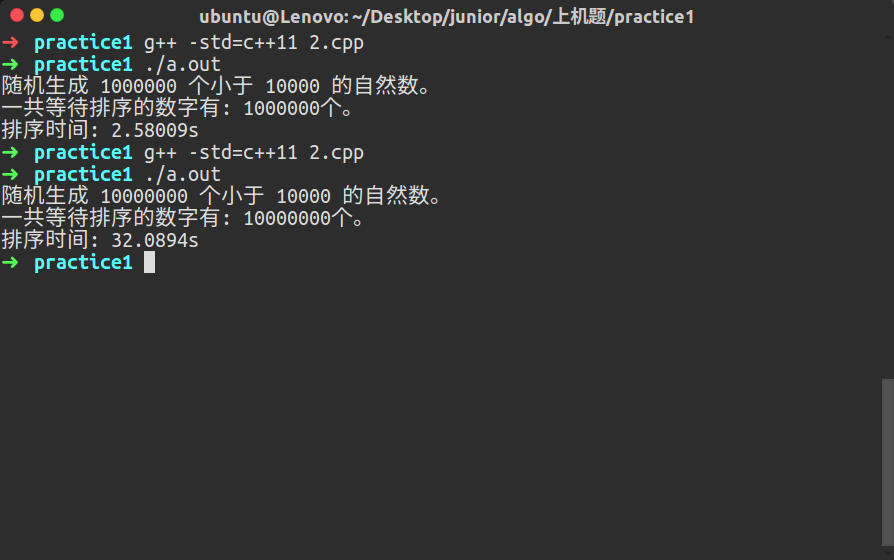 ubuntu@Lenovo: ~/Desktop/junior/algo/上机题/practice1
➜ practice1 g++ -std=c++11 2.cpp
➜ practice1 ./a.out
随机生成 1000000 个小于 10000 的自然数。
一共等待排序的数字有: 1000000个。
排序时间: 2.58009s
➜ practice1 g++ -std=c++11 2.cpp
➜ practice1 ./a.out
随机生成 10000000 个小于 10000 的自然数。
一共等待排序的数字有: 10000000个。
排序时间: 32.0894s
➜ practice1